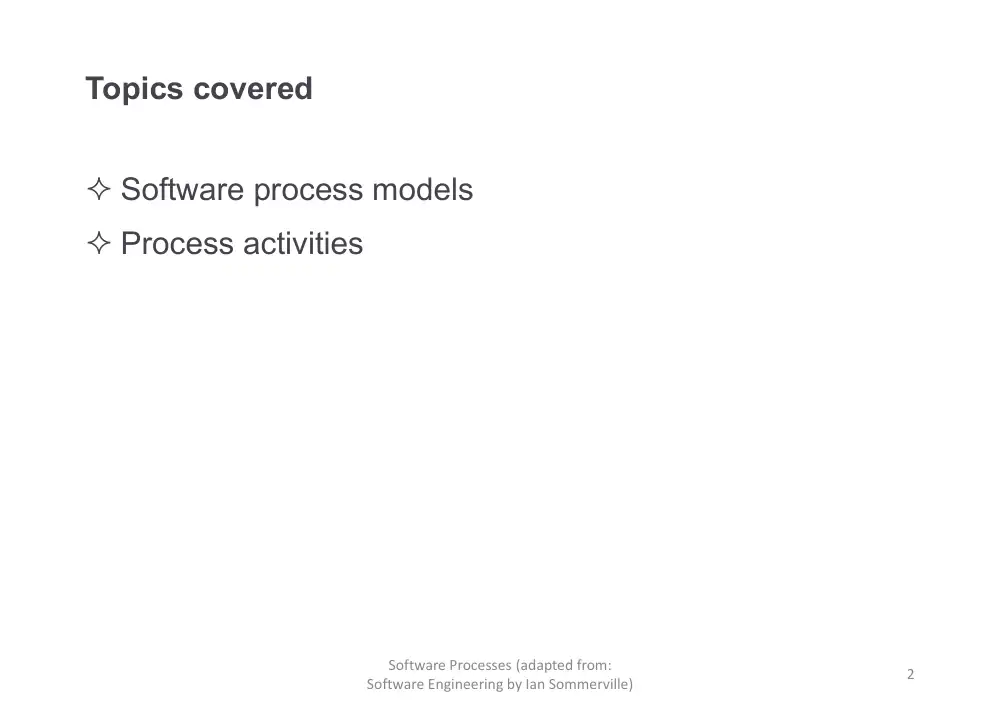 Topics covered
✧ Software process models
✧ Process activities
Software Processes (adapted from:
Software Engineering by Ian Sommerville)
2